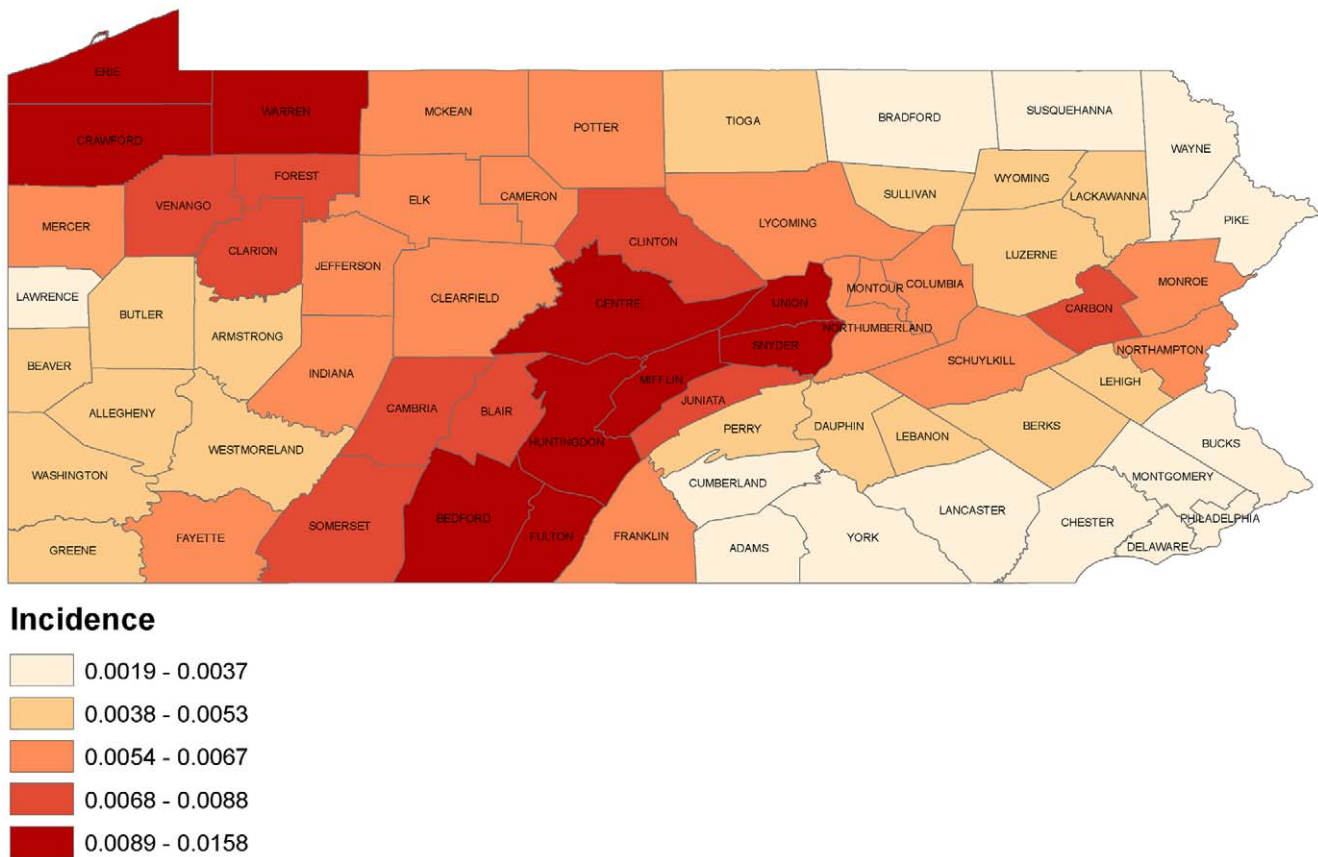 ERIE
WARREN
MCKEAN
POTTER
TIOGA
BRADFORD
SUSQUEHANNA
WAYNE
CRAWFORD
FOREST
VENANGO
ELK
CAMERON
SULLIVAN
WYOMING
LACKAWANNA
PIKE
MERCER
CLARION
JEFFERSON
CLINTON
LYCOMING
LUZERNE
MONROE
LAWRENCE
BUTLER
ARMSTRONG
CLEARFIELD
CENTRE
UNION
MONTOUR
COLUMBIA
CARBON
BEAVER
INDIANA
SNYDER
NORTHUMBERLAND
SCHUYLKILL
NORTHAMPTON
ALLEGHENY
CAMBRIA
BLAIR
MIFFLIN
JUNIATA
LEHIGH
WASHINGTON
WESTMORELAND
HUNTINGDON
PERRY
DAUPHIN
LEBANON
BERKS
BUCKS
CUMBERLAND
MONTGOMERY
GREENE
FAYETTE
SOMERSET
BEDFORD
FULTON
FRANKLIN
ADAMS
YORK
LANCASTER
CHESTER
DELAWARE
PHILADELPHIA
Incidence
0.0019 - 0.0037
0.0038 - 0.0053
0.0054 - 0.0067
0.0068 - 0.0088
0.0089 - 0.0158